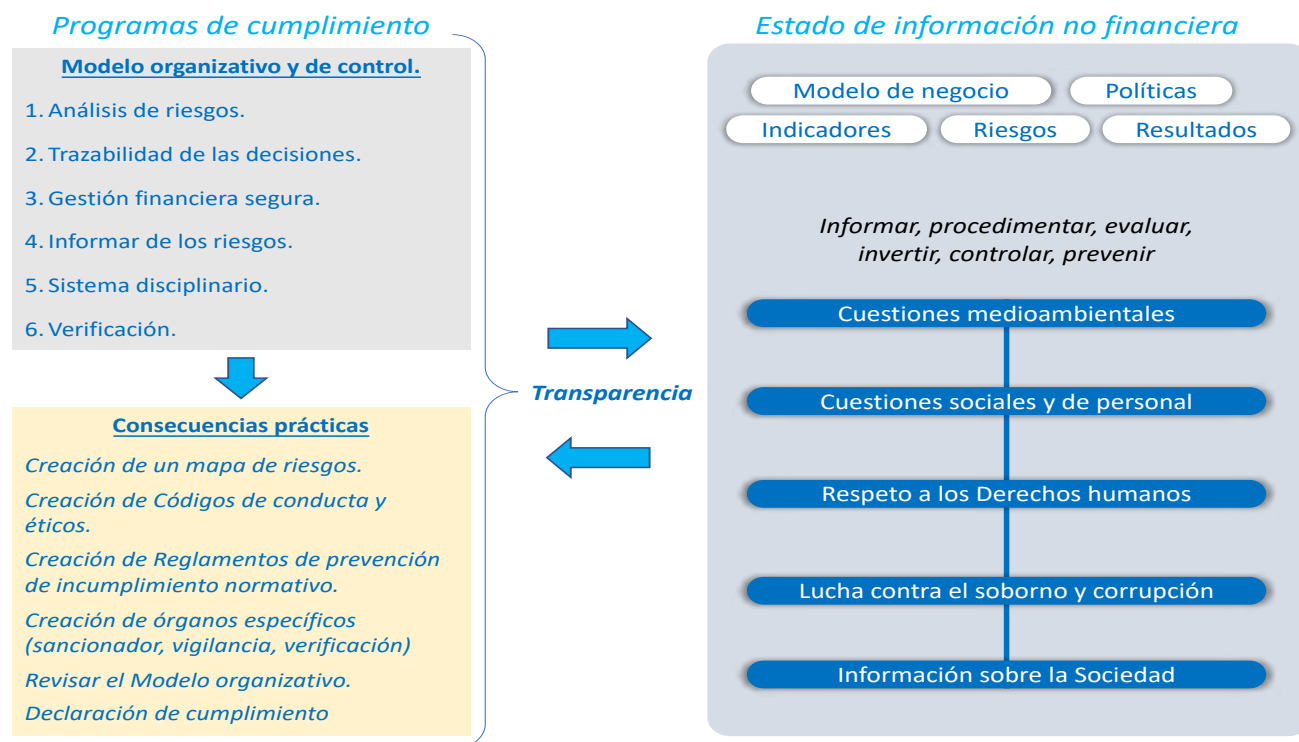 Programas de cumplimiento
Modelo organizativo y de control.
1. Análisis de riesgos.
2. Trazabilidad de las decisiones.
3. Gestión financiera segura.
4. Informar de los riesgos.
5. Sistema disciplinario.
6. Verificación.
Consecuencias prácticas
Creación de un mapa de riesgos.
Creación de Códigos de conducta y
éticos.
Creación de Reglamentos de prevención
de incumplimiento normativo.
Creación de órganos específicos
(sancionador, vigilancia, verificación)
Revisar el Modelo organizativo.
Declaración de cumplimiento
Transparencia
Estado de información no financiera
Modelo de negocio
Políticas
Indicadores
Riesgos
Resultados
Informar, procedimentar, evaluar,
invertir, controlar, prevenir
Cuestiones medioambientales
Cuestiones sociales y de personal
Respeto a los Derechos humanos
Lucha contra el soborno y corrupción
Información sobre la Sociedad